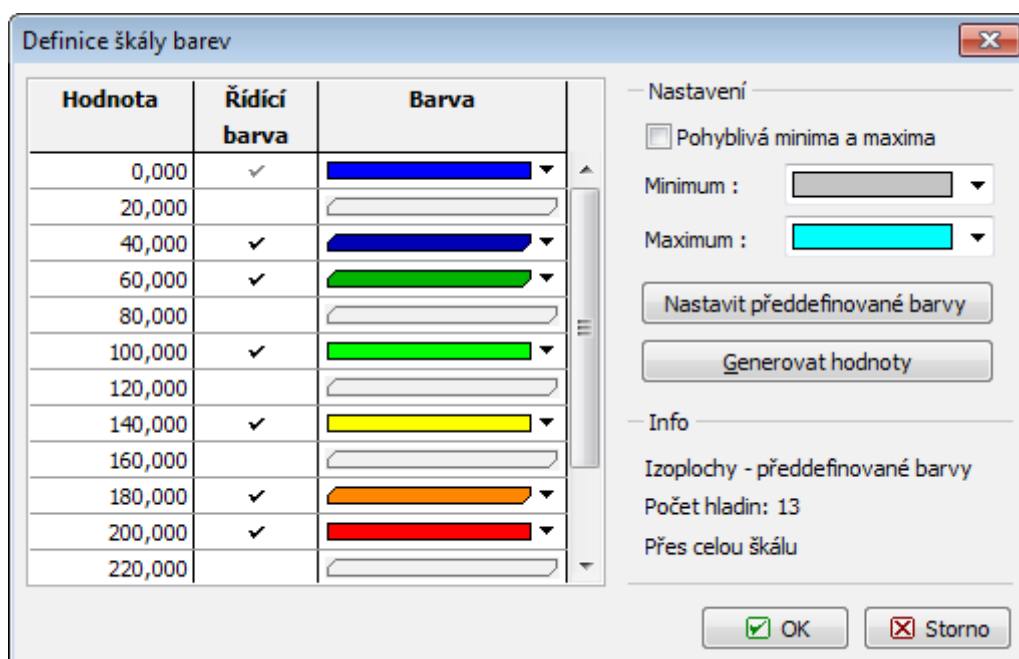 Definice škály barev
Hodnota Řídící barva Barva
0,000
20,000
40,000
60,000
80,000
100,000
120,000
140,000
160,000
180,000
200,000
220,000
Nastavení
Pohyblivá minima a maxima
Minimum :
Maximum :
Nastavit předdefinované barvy
Generovat hodnoty
Info
Izoplochy - předdefinované barvy
Počet hladin: 13
Přes celou škálu
OK Storno